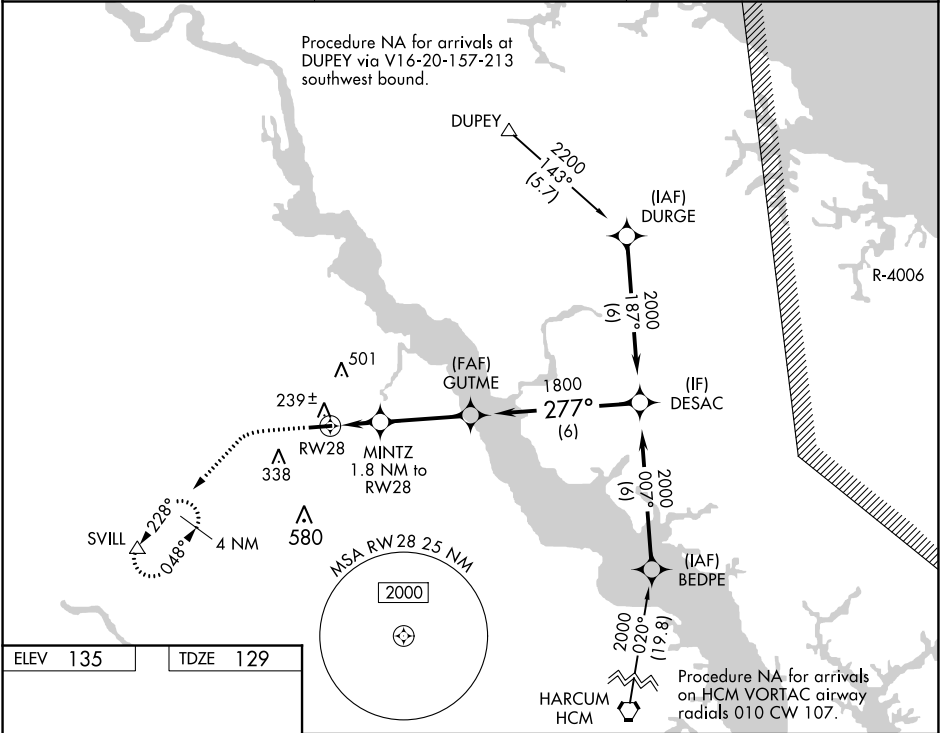 Procedure NA for arrivals at
DUPEY via V16-20-157-213
southwest bound.
DUPEY
2200
143°
(5.7)
(IAF)
DURGE
R-4006
2000
187°
(6)
501
(FAF)
GUTME
1800
277°
(6)
(IF)
DESAC
239±
RW28
MINTZ
1.8 NM to
RW28
338
2000
007°
(6)
580
228°
048°
4 NM
SVILL
(IAF)
BEDPE
MSA RW28 25 NM
2000
2000
020°
(19.8)
ELEV 135
TDZE 129
HARCUM
HCM
Procedure NA for arrivals
on HCM VORTAC airway
radials 010 CW 107.